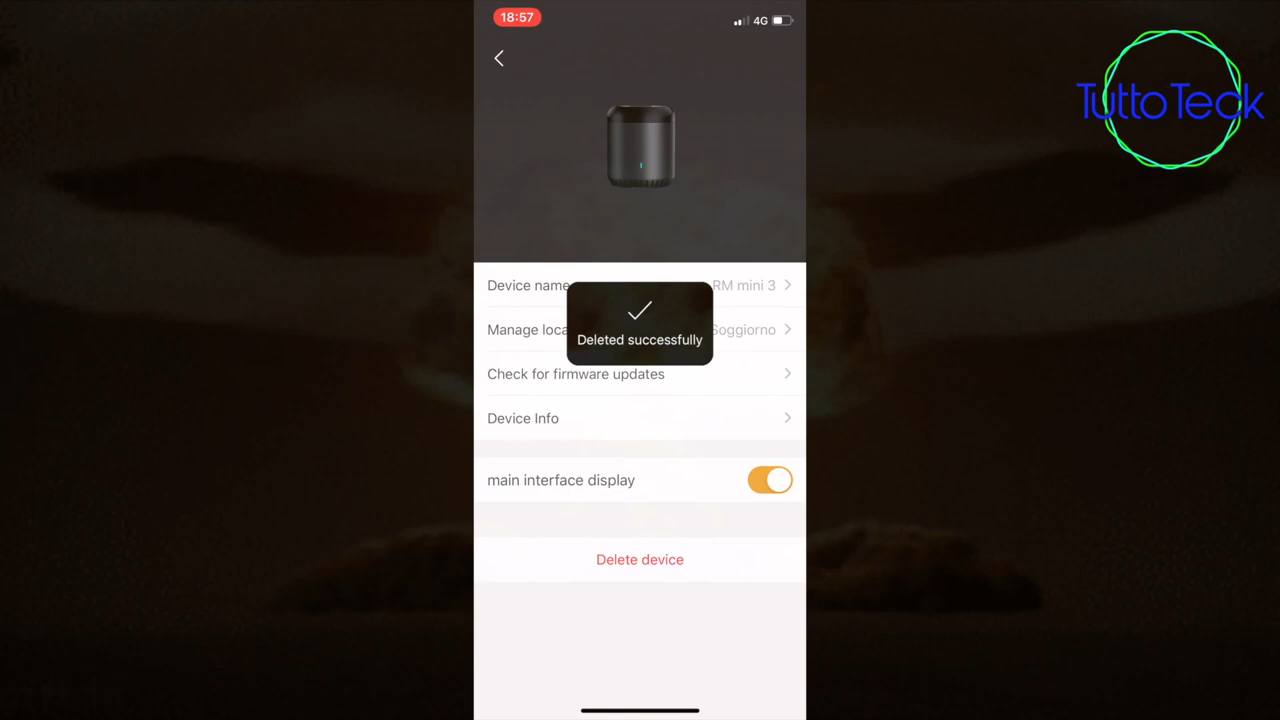 18:57
4G
TuttoTeck
Device name
RM mini 3
Manage loca
Soggiorno
Deleted successfully
Check for firmware updates
Device Info
main interface display
Delete device